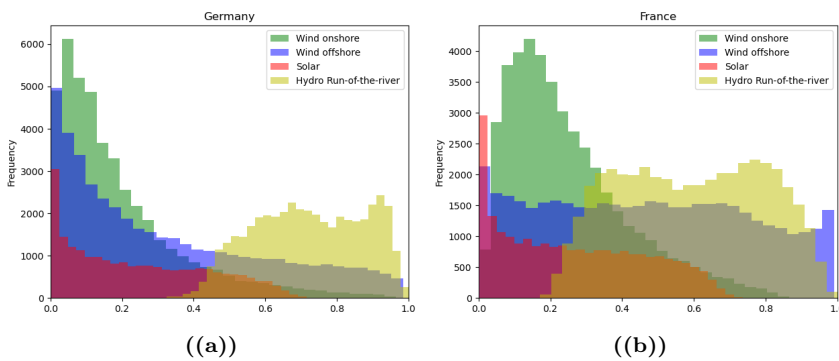 Germany
Frequency
6000
5000
4000
3000
2000
1000
0
0.0 0.2 0.4 0.6 0.8 1.0
Wind onshore
Wind offshore
Solar
Hydro Run-of-the-river
((a))
France
Frequency
4000
3500
3000
2500
2000
1500
1000
500
0
0.0 0.2 0.4 0.6 0.8 1.0
Wind onshore
Wind offshore
Solar
Hydro Run-of-the-river
((b))